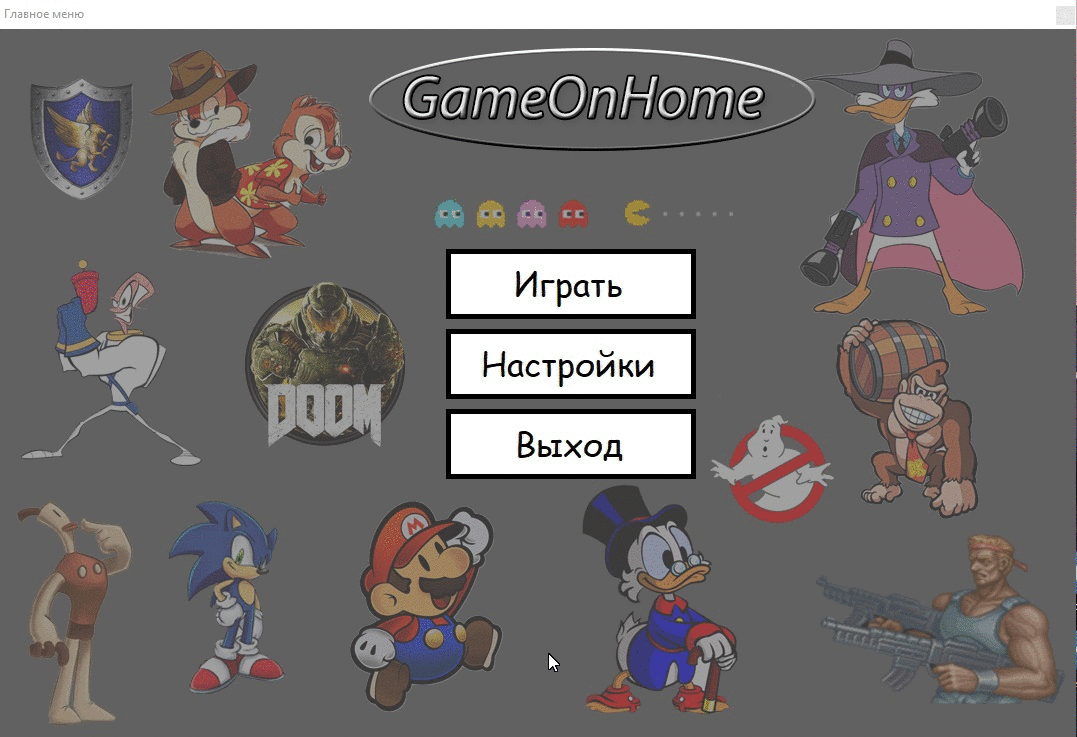 Главное меню
GameOnHome
Играть
Настройки
DOOM
Выход
M